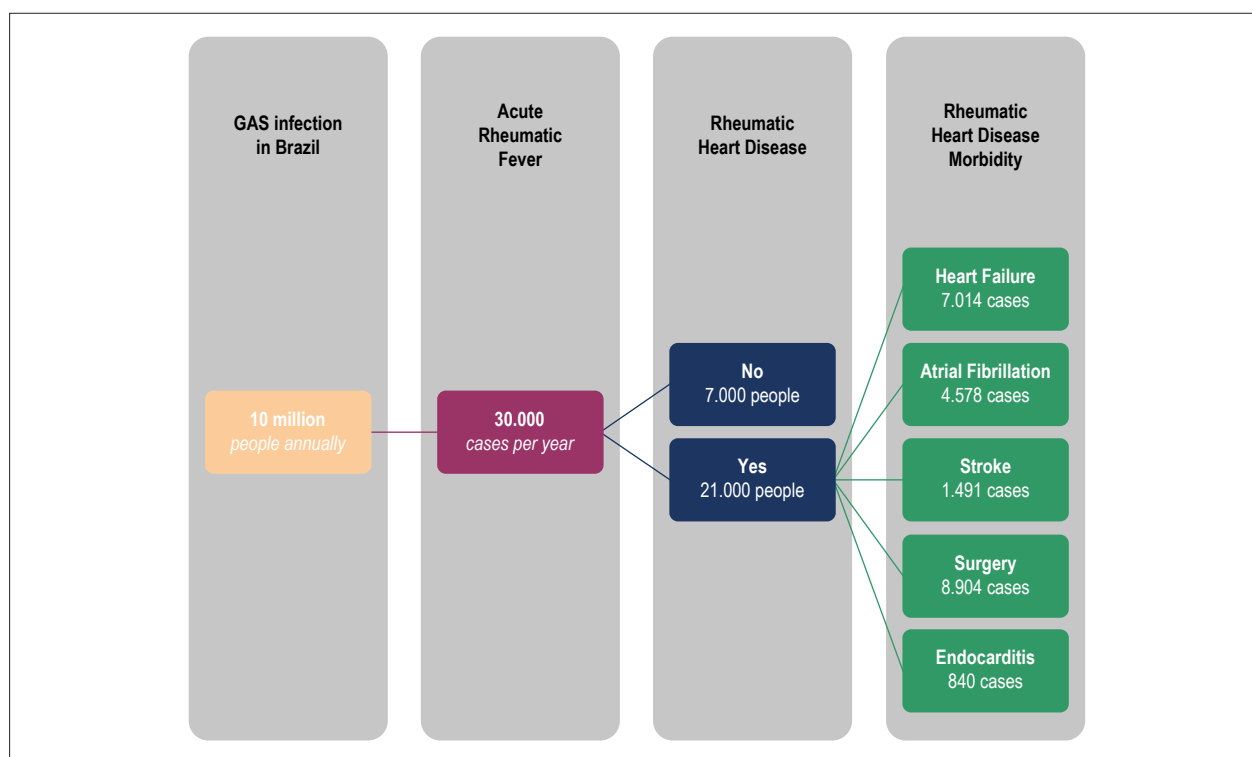 GAS infection
in Brazil
Acute
Rheumatic
Fever
Rheumatic
Heart Disease
Rheumatic
Heart Disease
Morbidity
10 million
people annually
30.000
cases per year
No
7.000 people
Yes
21.000 people
Heart Failure
7.014 cases
Atrial Fibrillation
4.578 cases
Stroke
1.491 cases
Surgery
8.904 cases
Endocarditis
840 cases